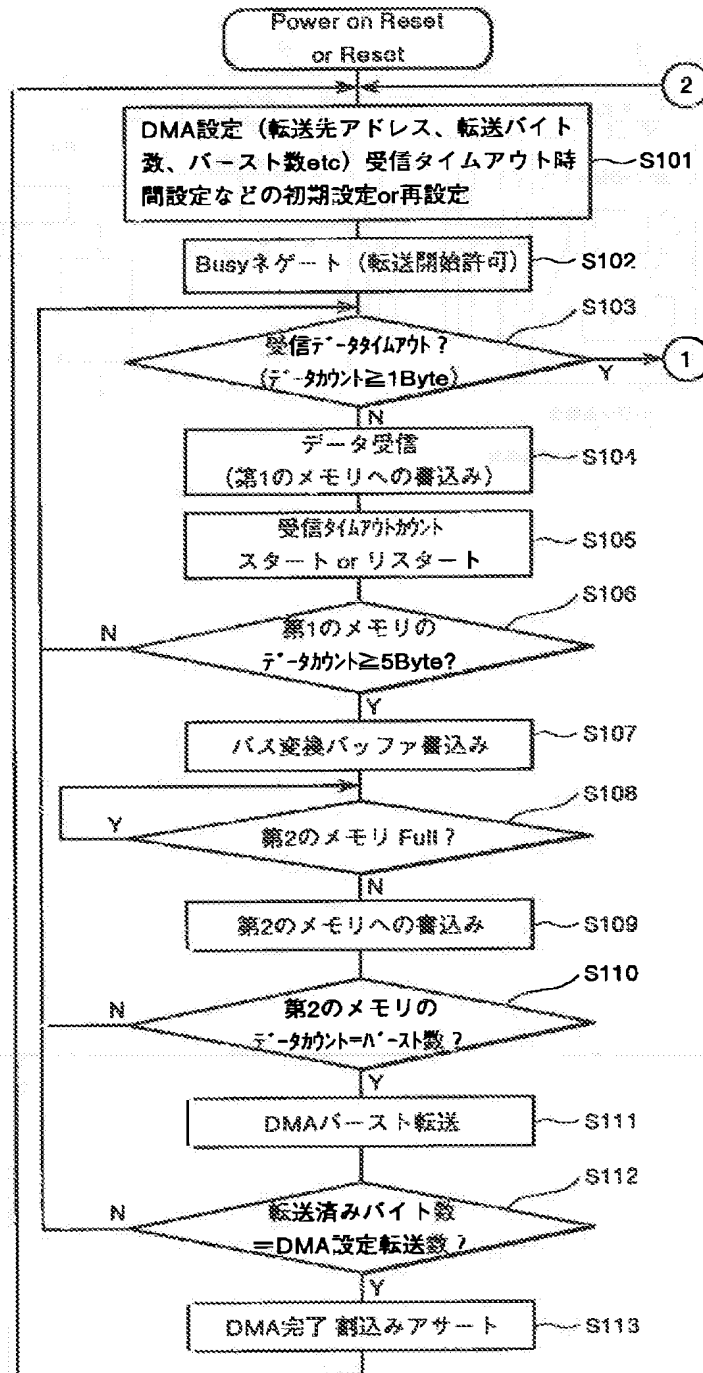 Power on Reset
or Reset
2
DMA設定（転送先アドレス、転送バイト
数、バースト数etc）受信タイムアウト時
間設定などの初期設定or再設定
S101
Busyネゲート（転送開始許可）
S102
S103
受信ﾃﾞｰﾀﾀｲﾑｱｳﾄ？
(ﾃﾞｰﾀｶｳﾝﾄ≧1Byte)
Y
1
N
データ受信
（第1のメモリへの書込み）
S104
受信ﾀｲﾑｱｳﾄｶｳﾝﾄ
スタート or リスタート
S105
S106
N
第1のメモリの
ﾃﾞｰﾀｶｳﾝﾄ≧5Byte?
Y
バス変換バッファ書込み
S107
S108
Y
第2のメモリ Full？
N
第2のメモリへの書込み
S109
S110
N
第2のメモリの
ﾃﾞｰﾀｶｳﾝﾄ=ﾊﾞｰｽﾄ数？
Y
DMAバースト転送
S111
S112
N
転送済みバイト数
＝DMA設定転送数？
Y
DMA完了 割込みアサート
S113